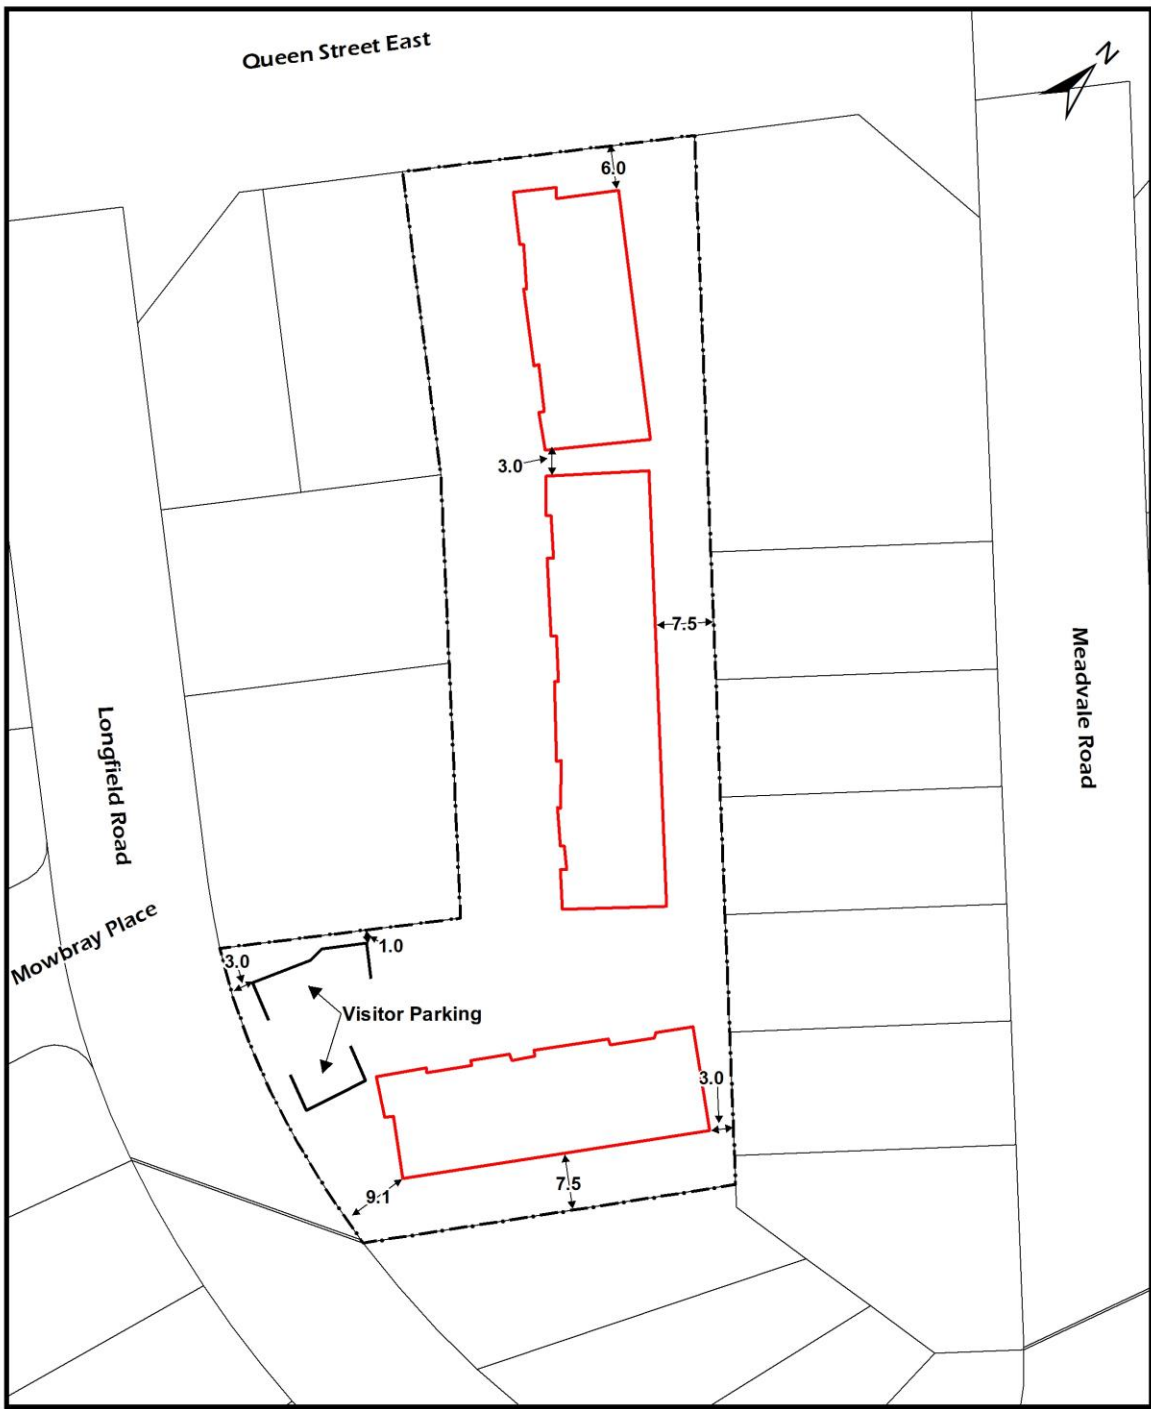 Queen Street East
N
6.0
3.0
7.5
Meadvale Road
Longfield Road
Mowbray Place
1.0
3.0
Visitor Parking
3.0
9.1
7.5